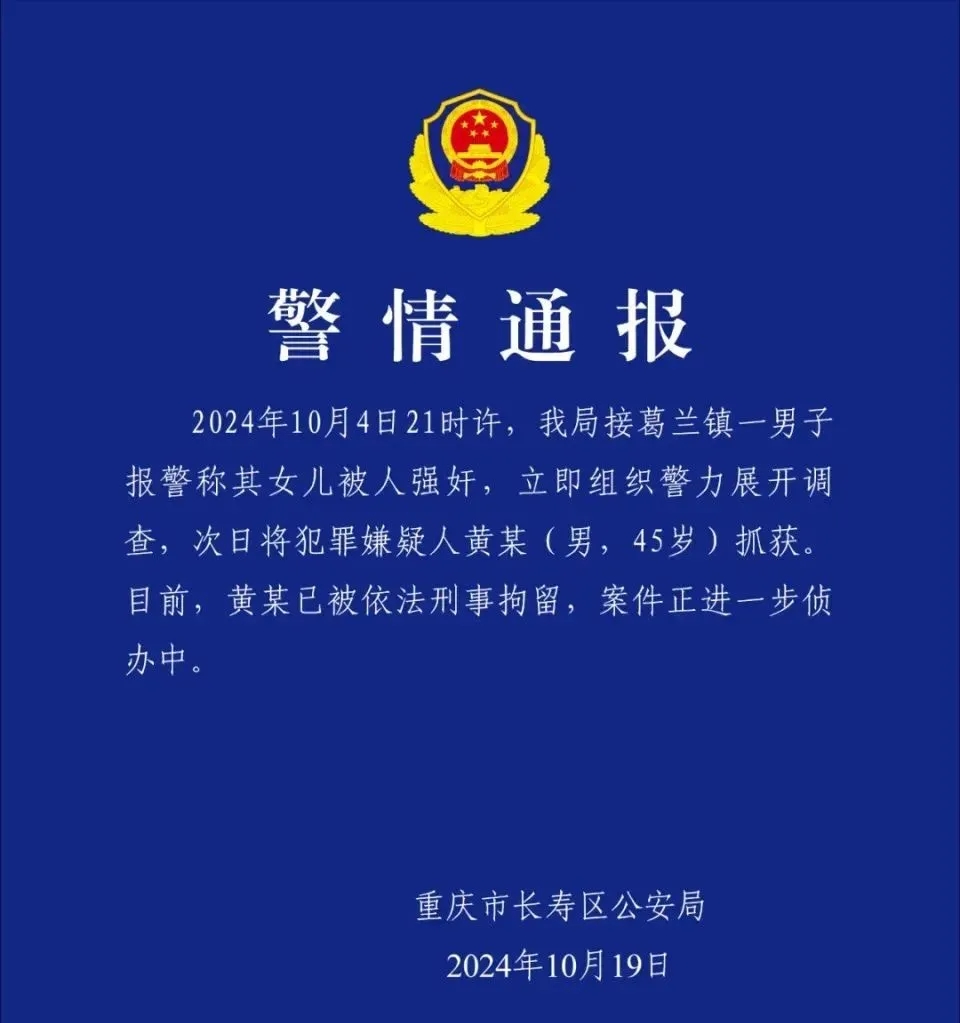 警情通报
2024年10月4日21时许，我局接葛兰镇一男子
报警称其女儿被人强奸，立即组织警力展开调
查，次日将犯罪嫌疑人黄某（男，45岁）抓获。
目前，黄某已被依法刑事拘留，案件正进一步侦
办中。
重庆市长寿区公安局
2024年10月19日